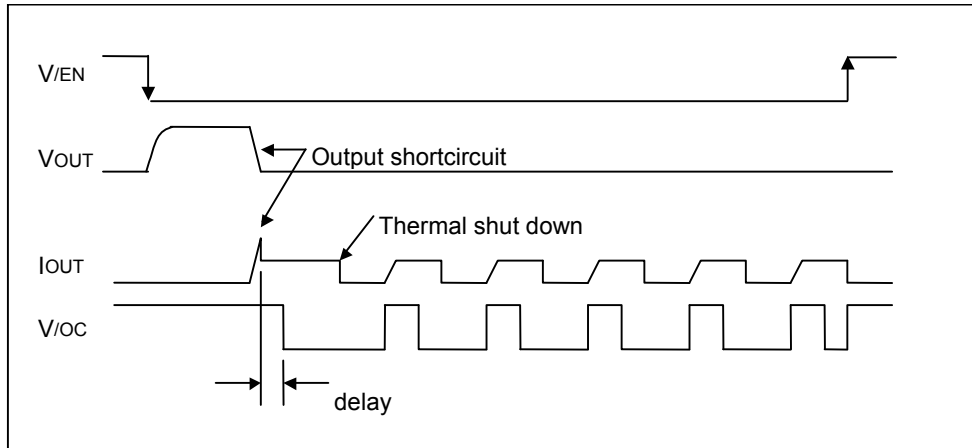 V/EN
VOUT
Output shortcircuit
Thermal shut down
IOUT
V/OC
delay